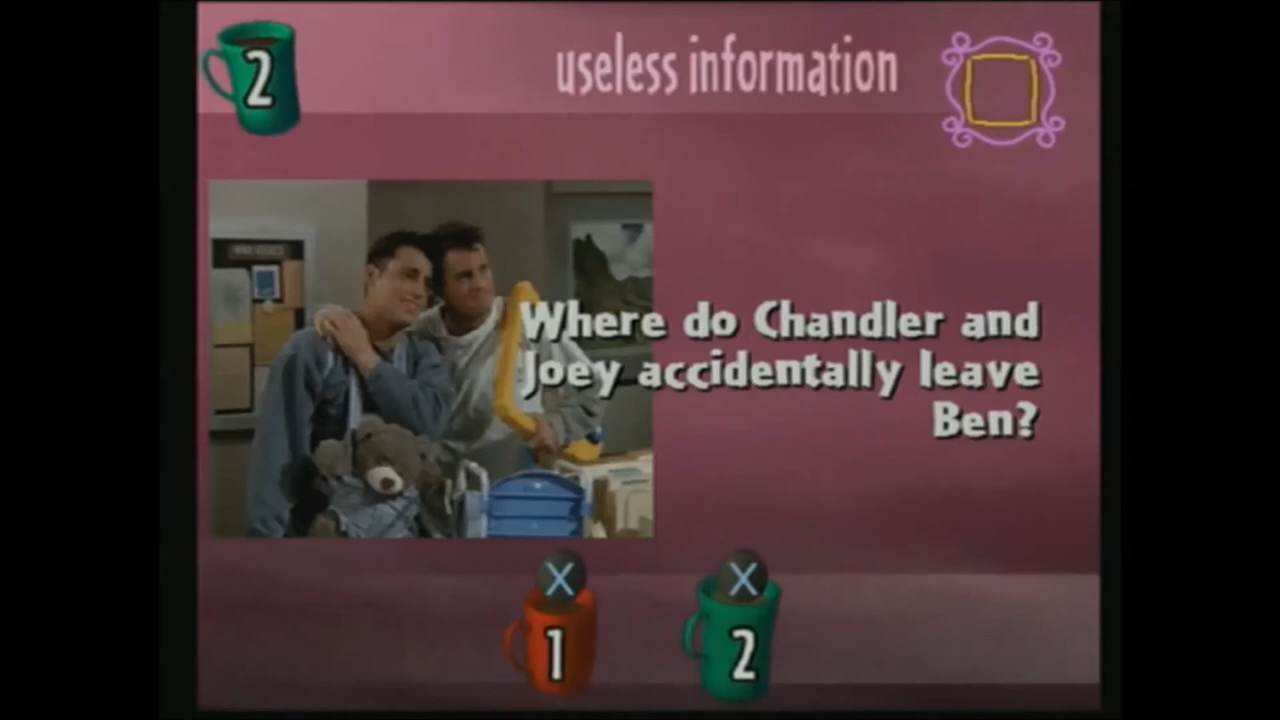 2
useless information
Where do Chandler and
Joey accidentally leave
Ben?
X X
1 2